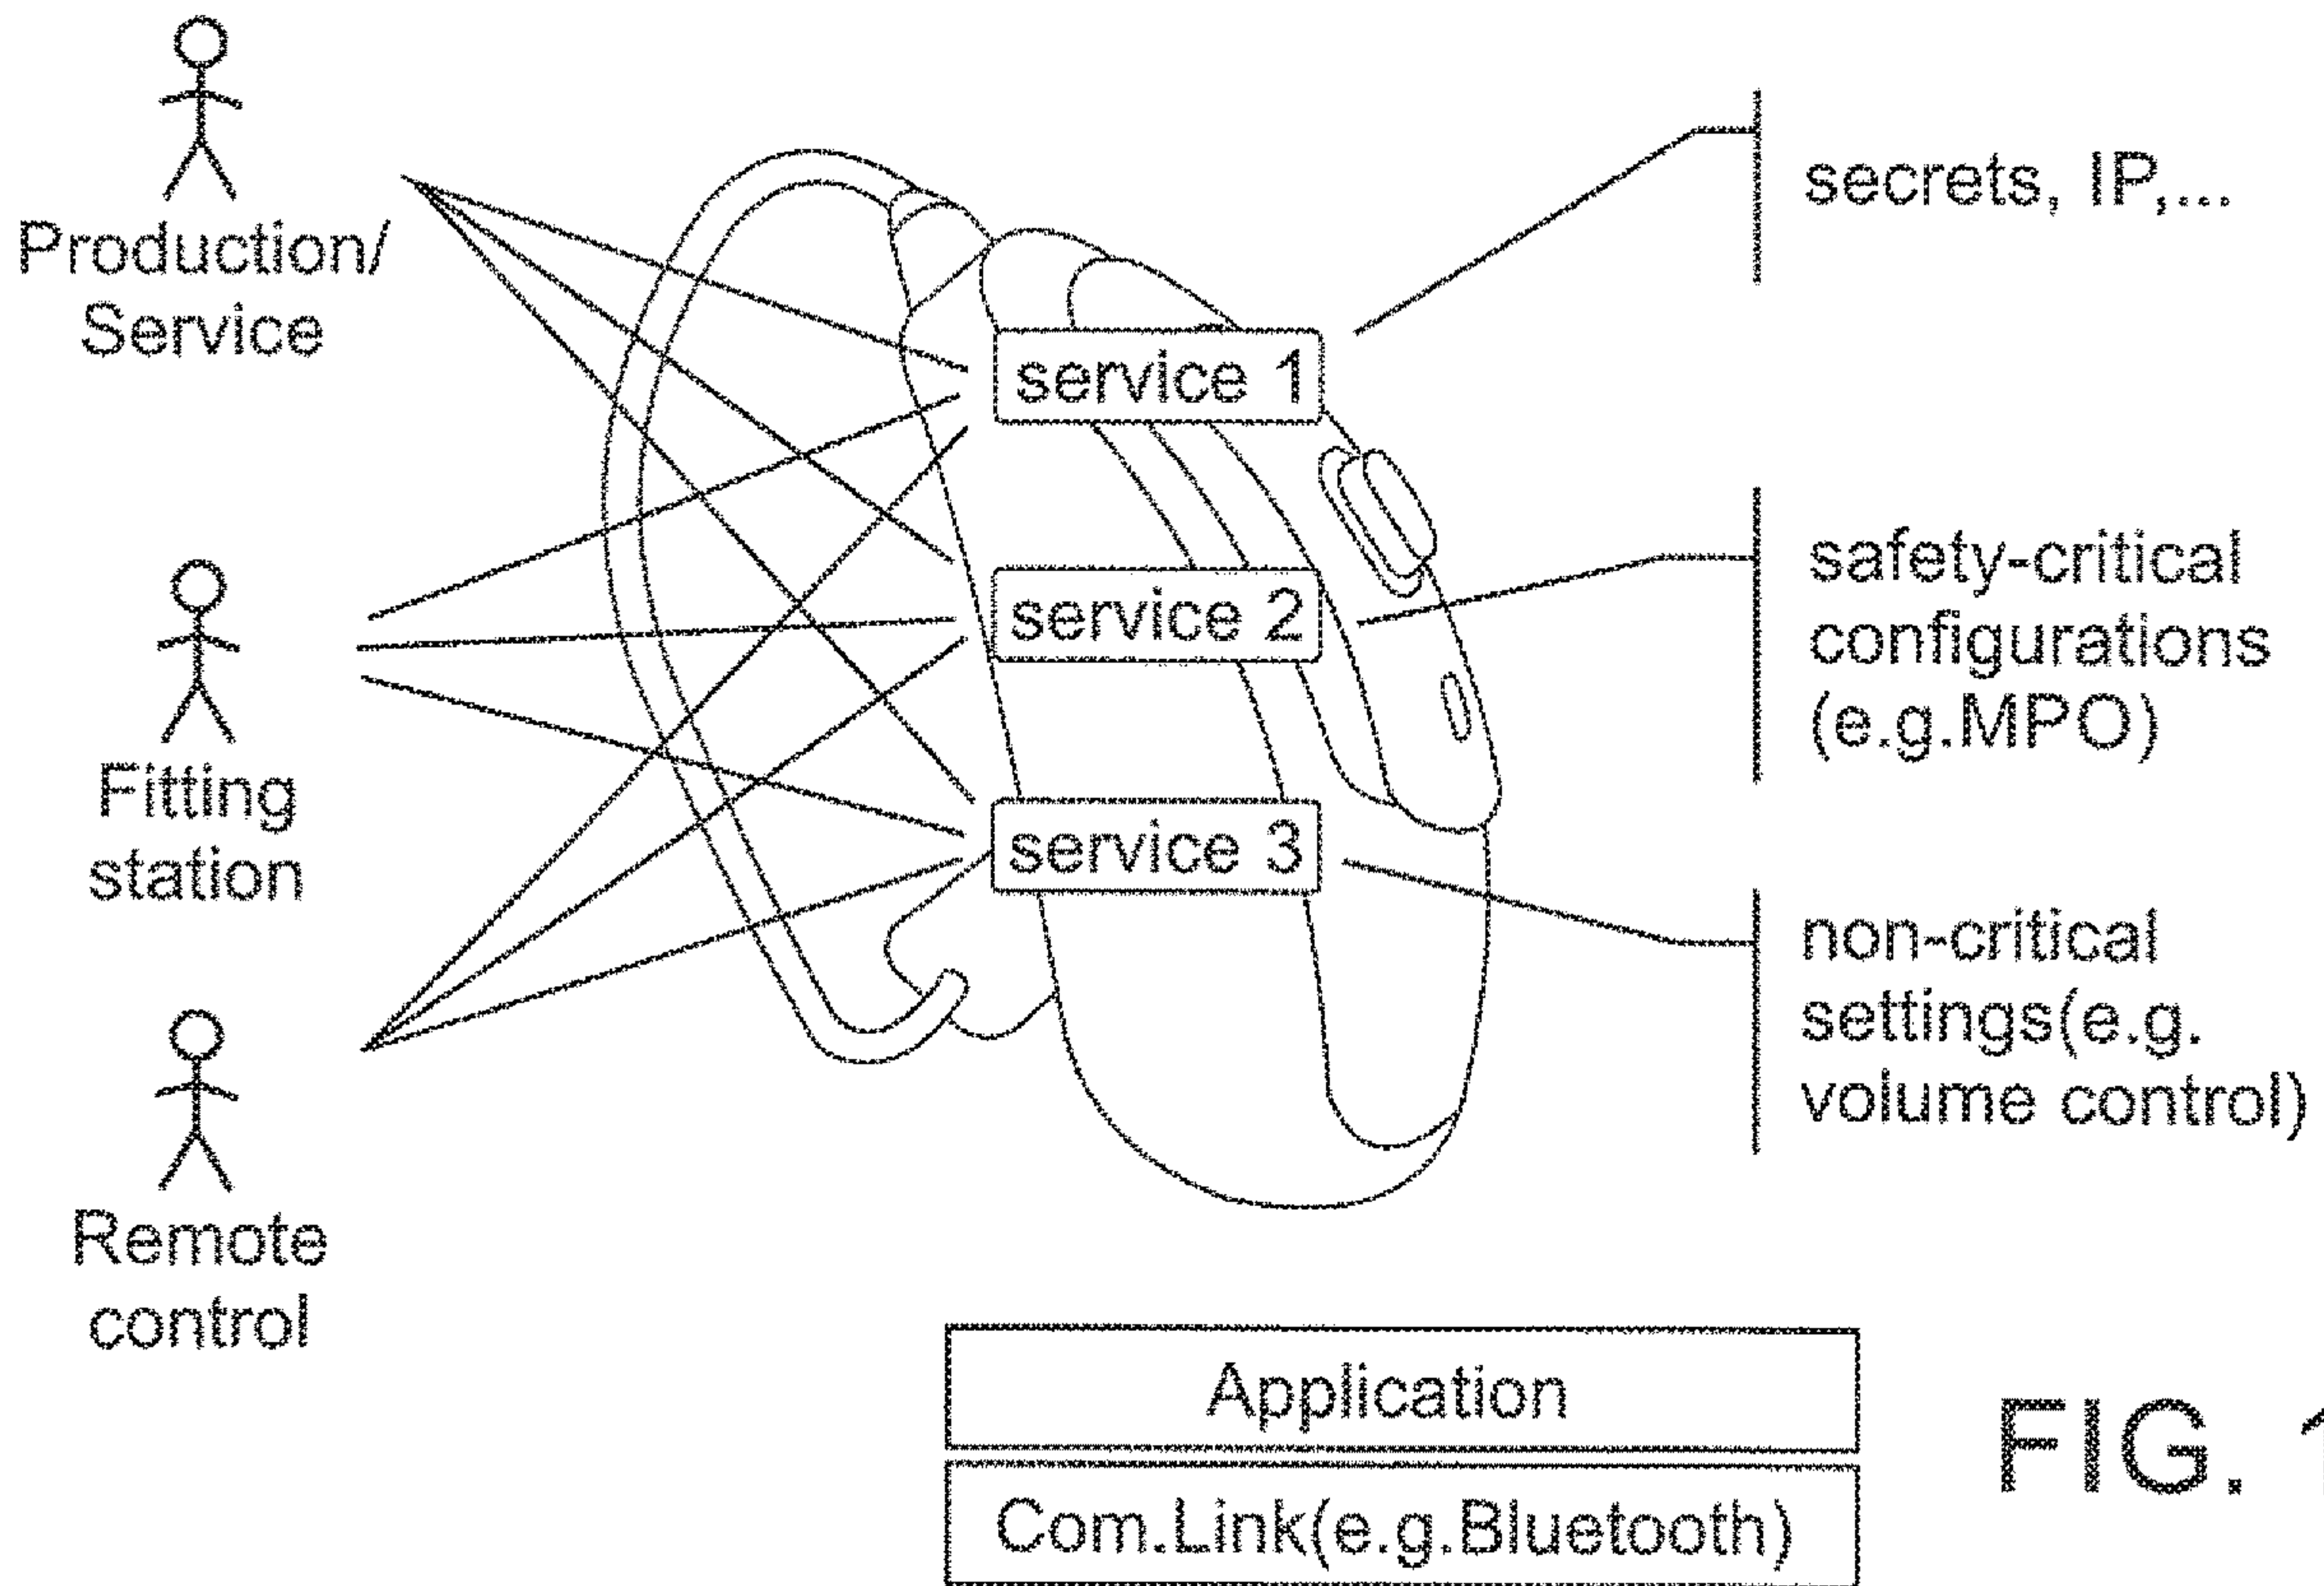 Production/
Service
Fitting
station
Remote
control
service 1
service 2
service 3
secrets, IP,...
safety-critical
configurations
(e.g.MPO)
non-critical
settings(e.g.
volume control)
Application
Com.Link(e.g.Bluetooth)
FIG. 1